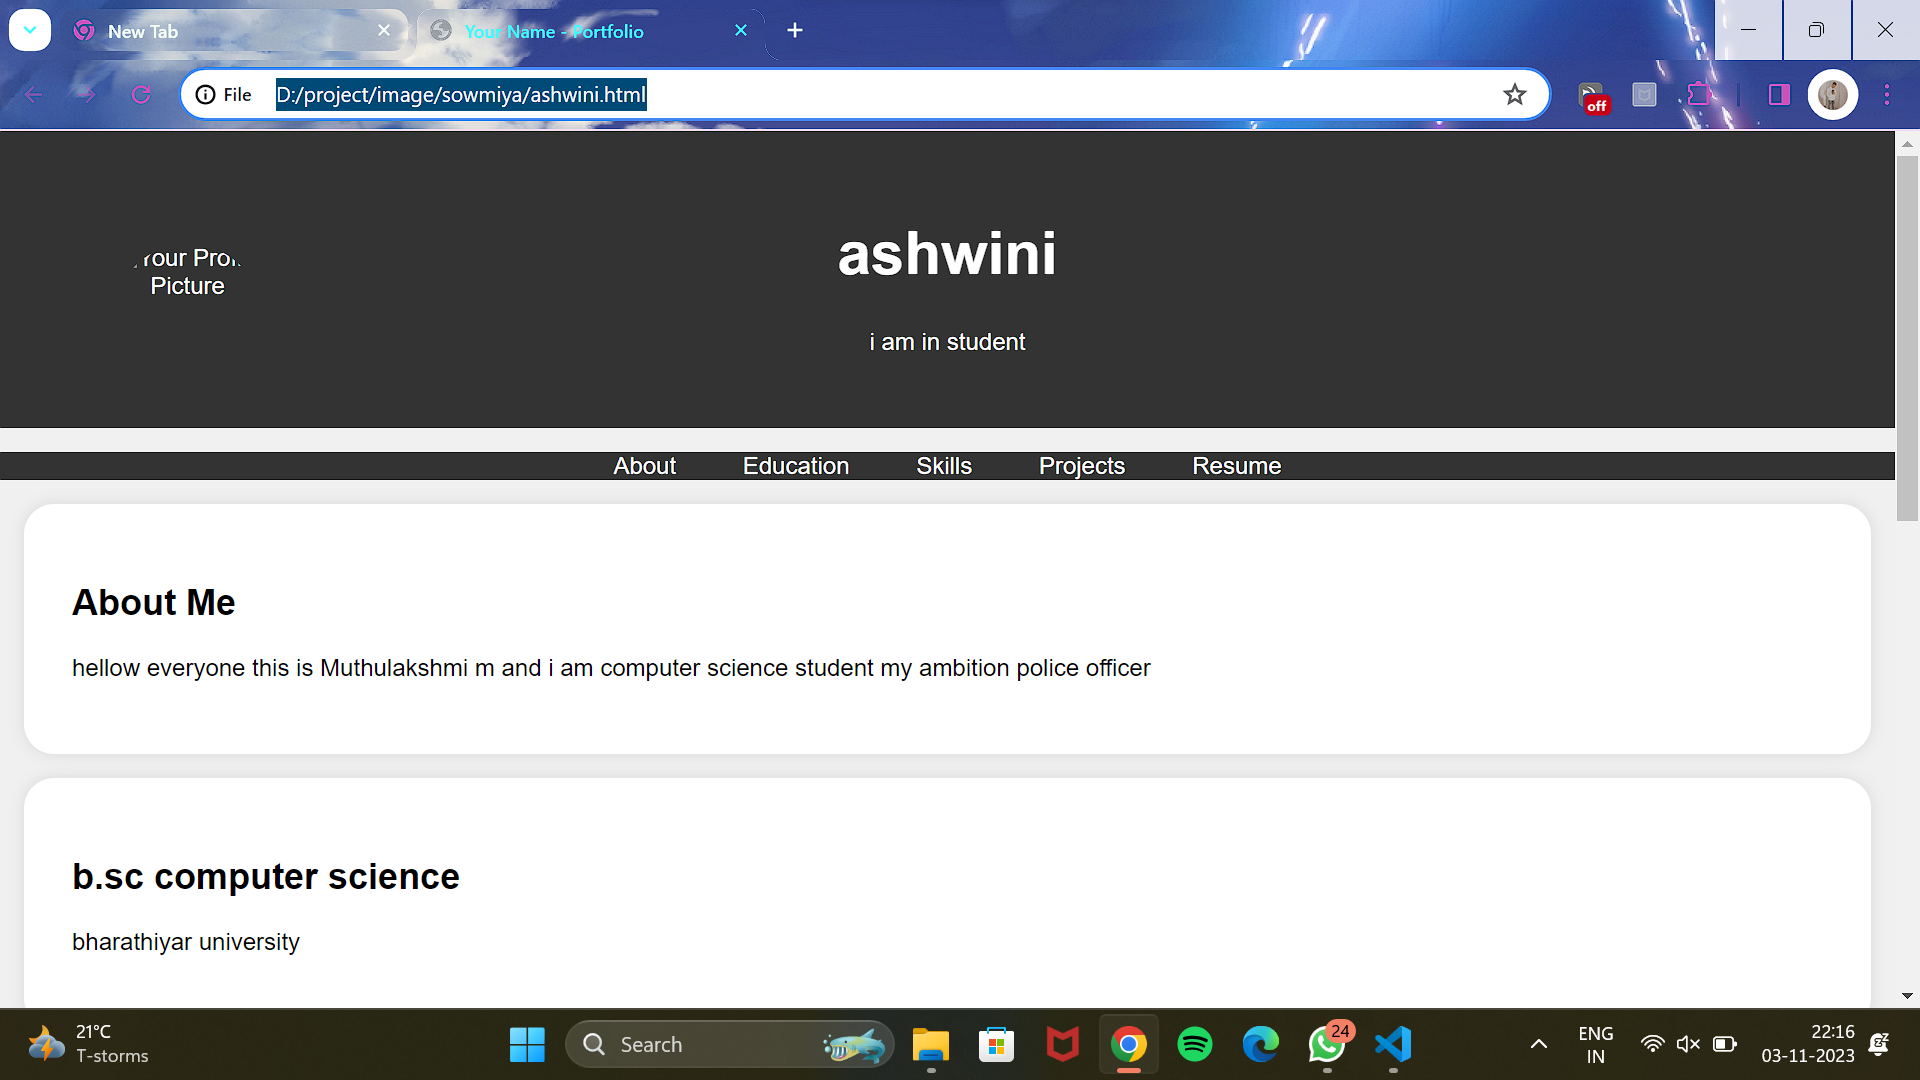 New Tab
Your Name - Portfolio
File
D:/project/image/sowmiya/ashwini.html
off
Picture
ashwini
i am in student
About Education Skills Projects Resume
About Me
hellow everyone this is Muthulakshmi m and i am computer science student my ambition police officer
b.sc computer science
bharathiyar university
21°C
T-storms
Search
24
ENG
IN
22:16
03-11-2023